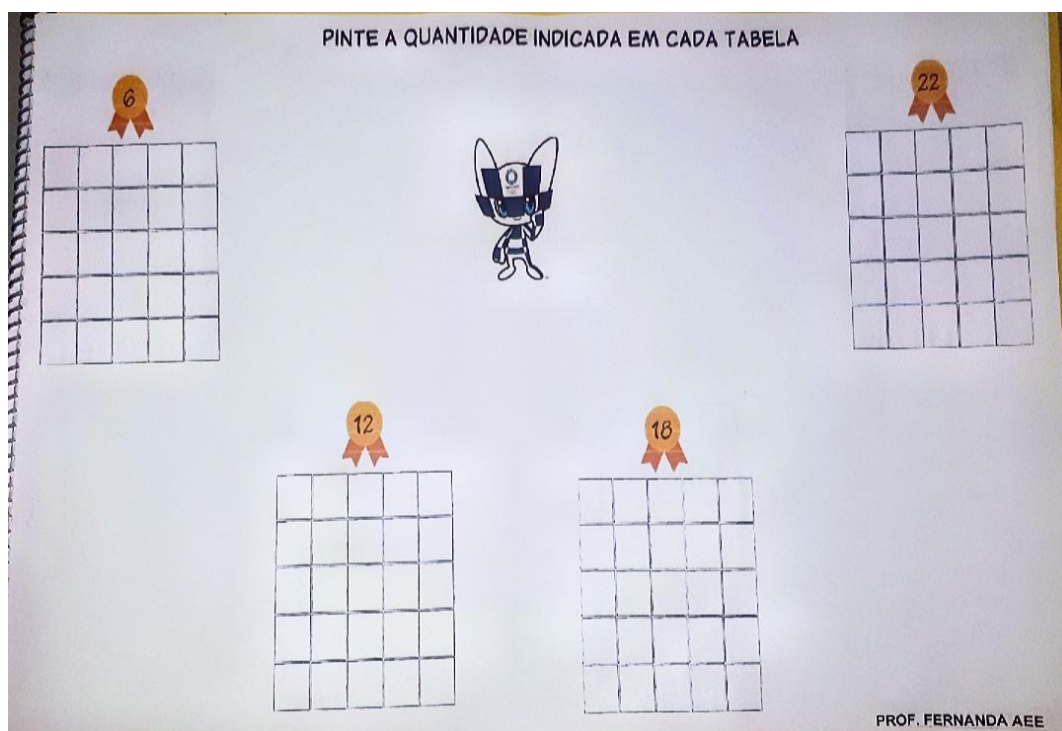 PINTE A QUANTIDADE INDICADA EM CADA TABELA
6
22
12
18
PROF. FERNANDA AEE